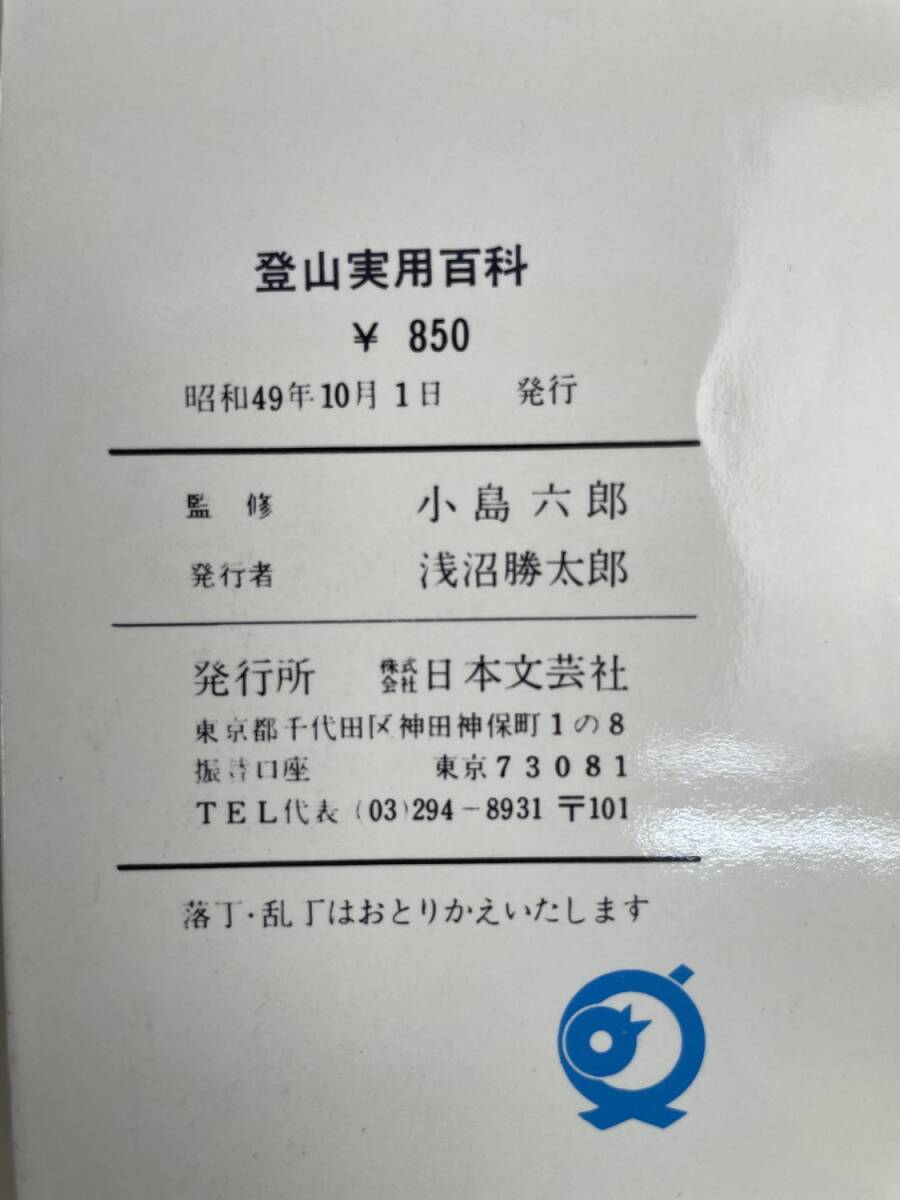 登山実用百科
¥ 850
昭和49年10月1日 発行
監修 小島六郎
発行者 浅沼勝太郎
発行所 株式会社日本文芸社
東京都千代田区神田神保町1の8
振替口座 東京73081
TEL代表(03)294-8931 〒101
落丁・乱丁はおとりかえいたします